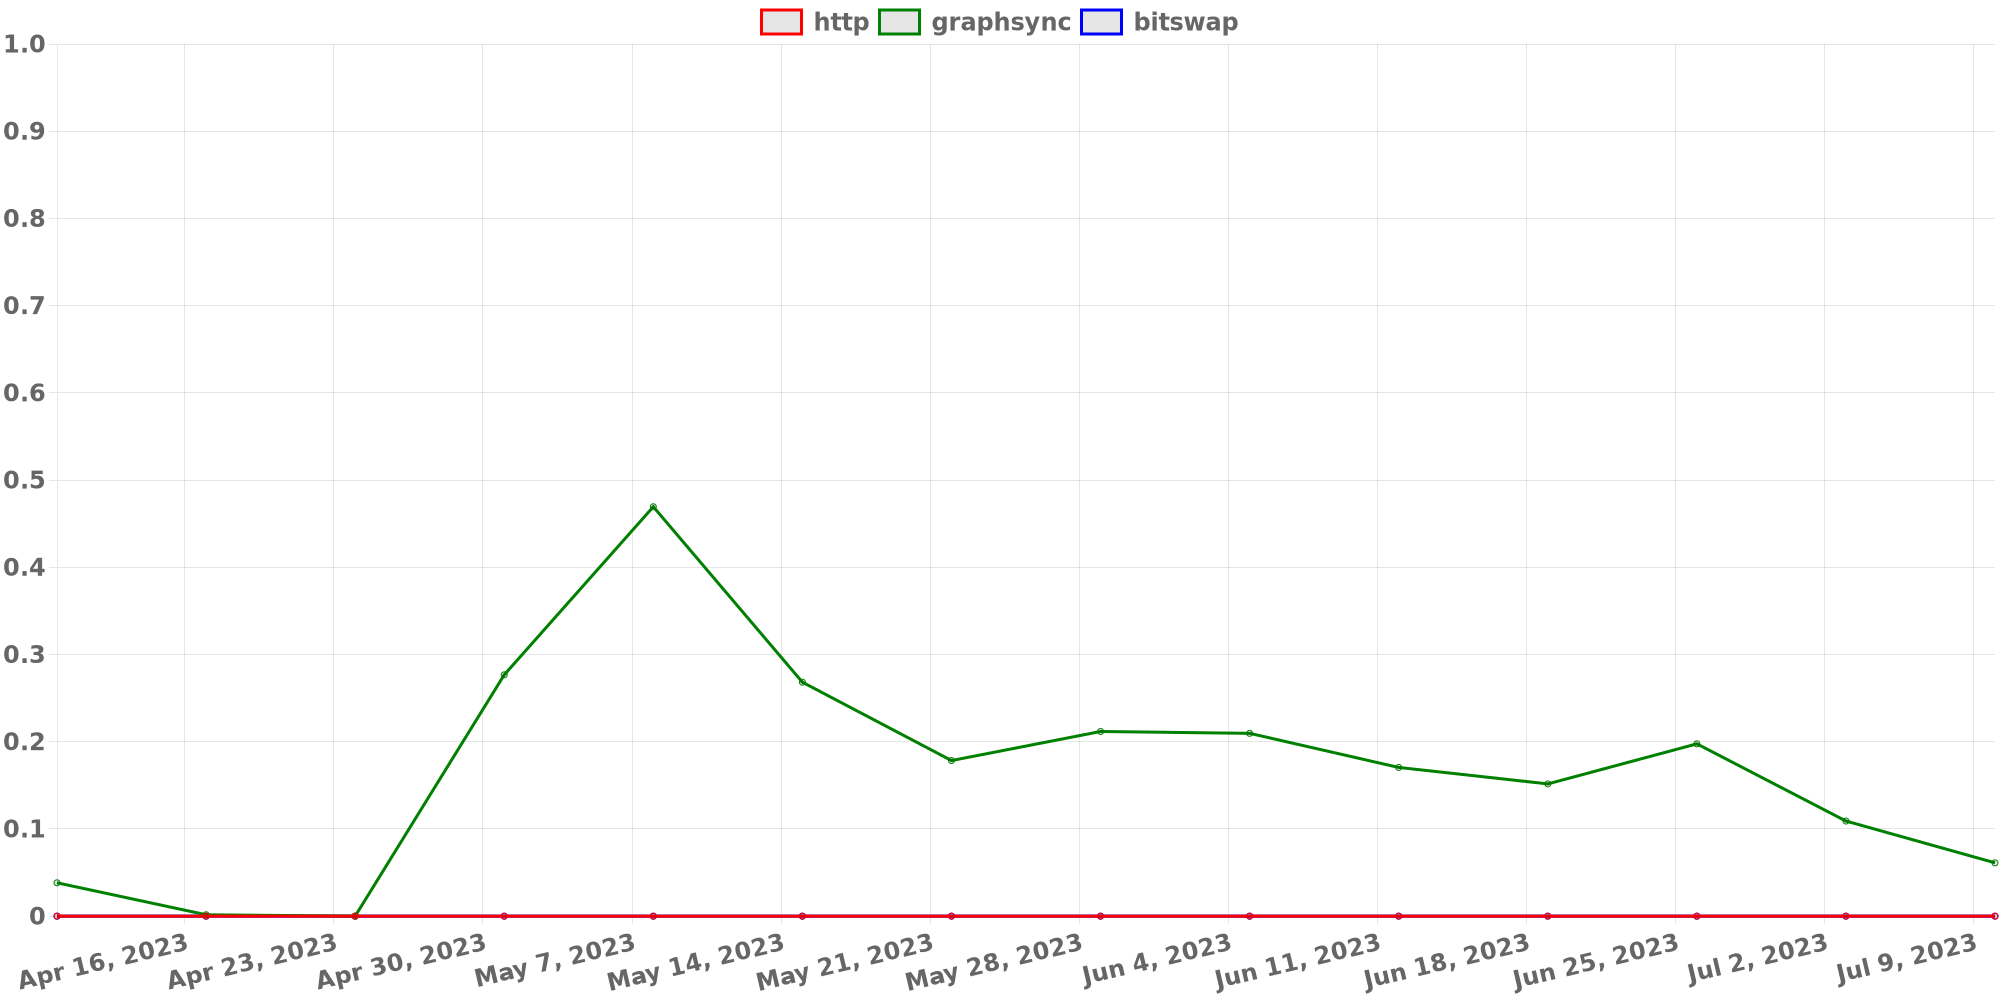 http graphsync bitswap
1.0
0.9
0.8
0.7
0.6
0.5
0.4
0.3
0.2
0.1
0
Apr 16, 2023
Apr 23, 2023
Apr 30, 2023
May 7, 2023
May 14, 2023
May 21, 2023
May 28, 2023
Jun 4, 2023
Jun 11, 2023
Jun 18, 2023
Jun 25, 2023
Jul 2, 2023
Jul 9, 2023